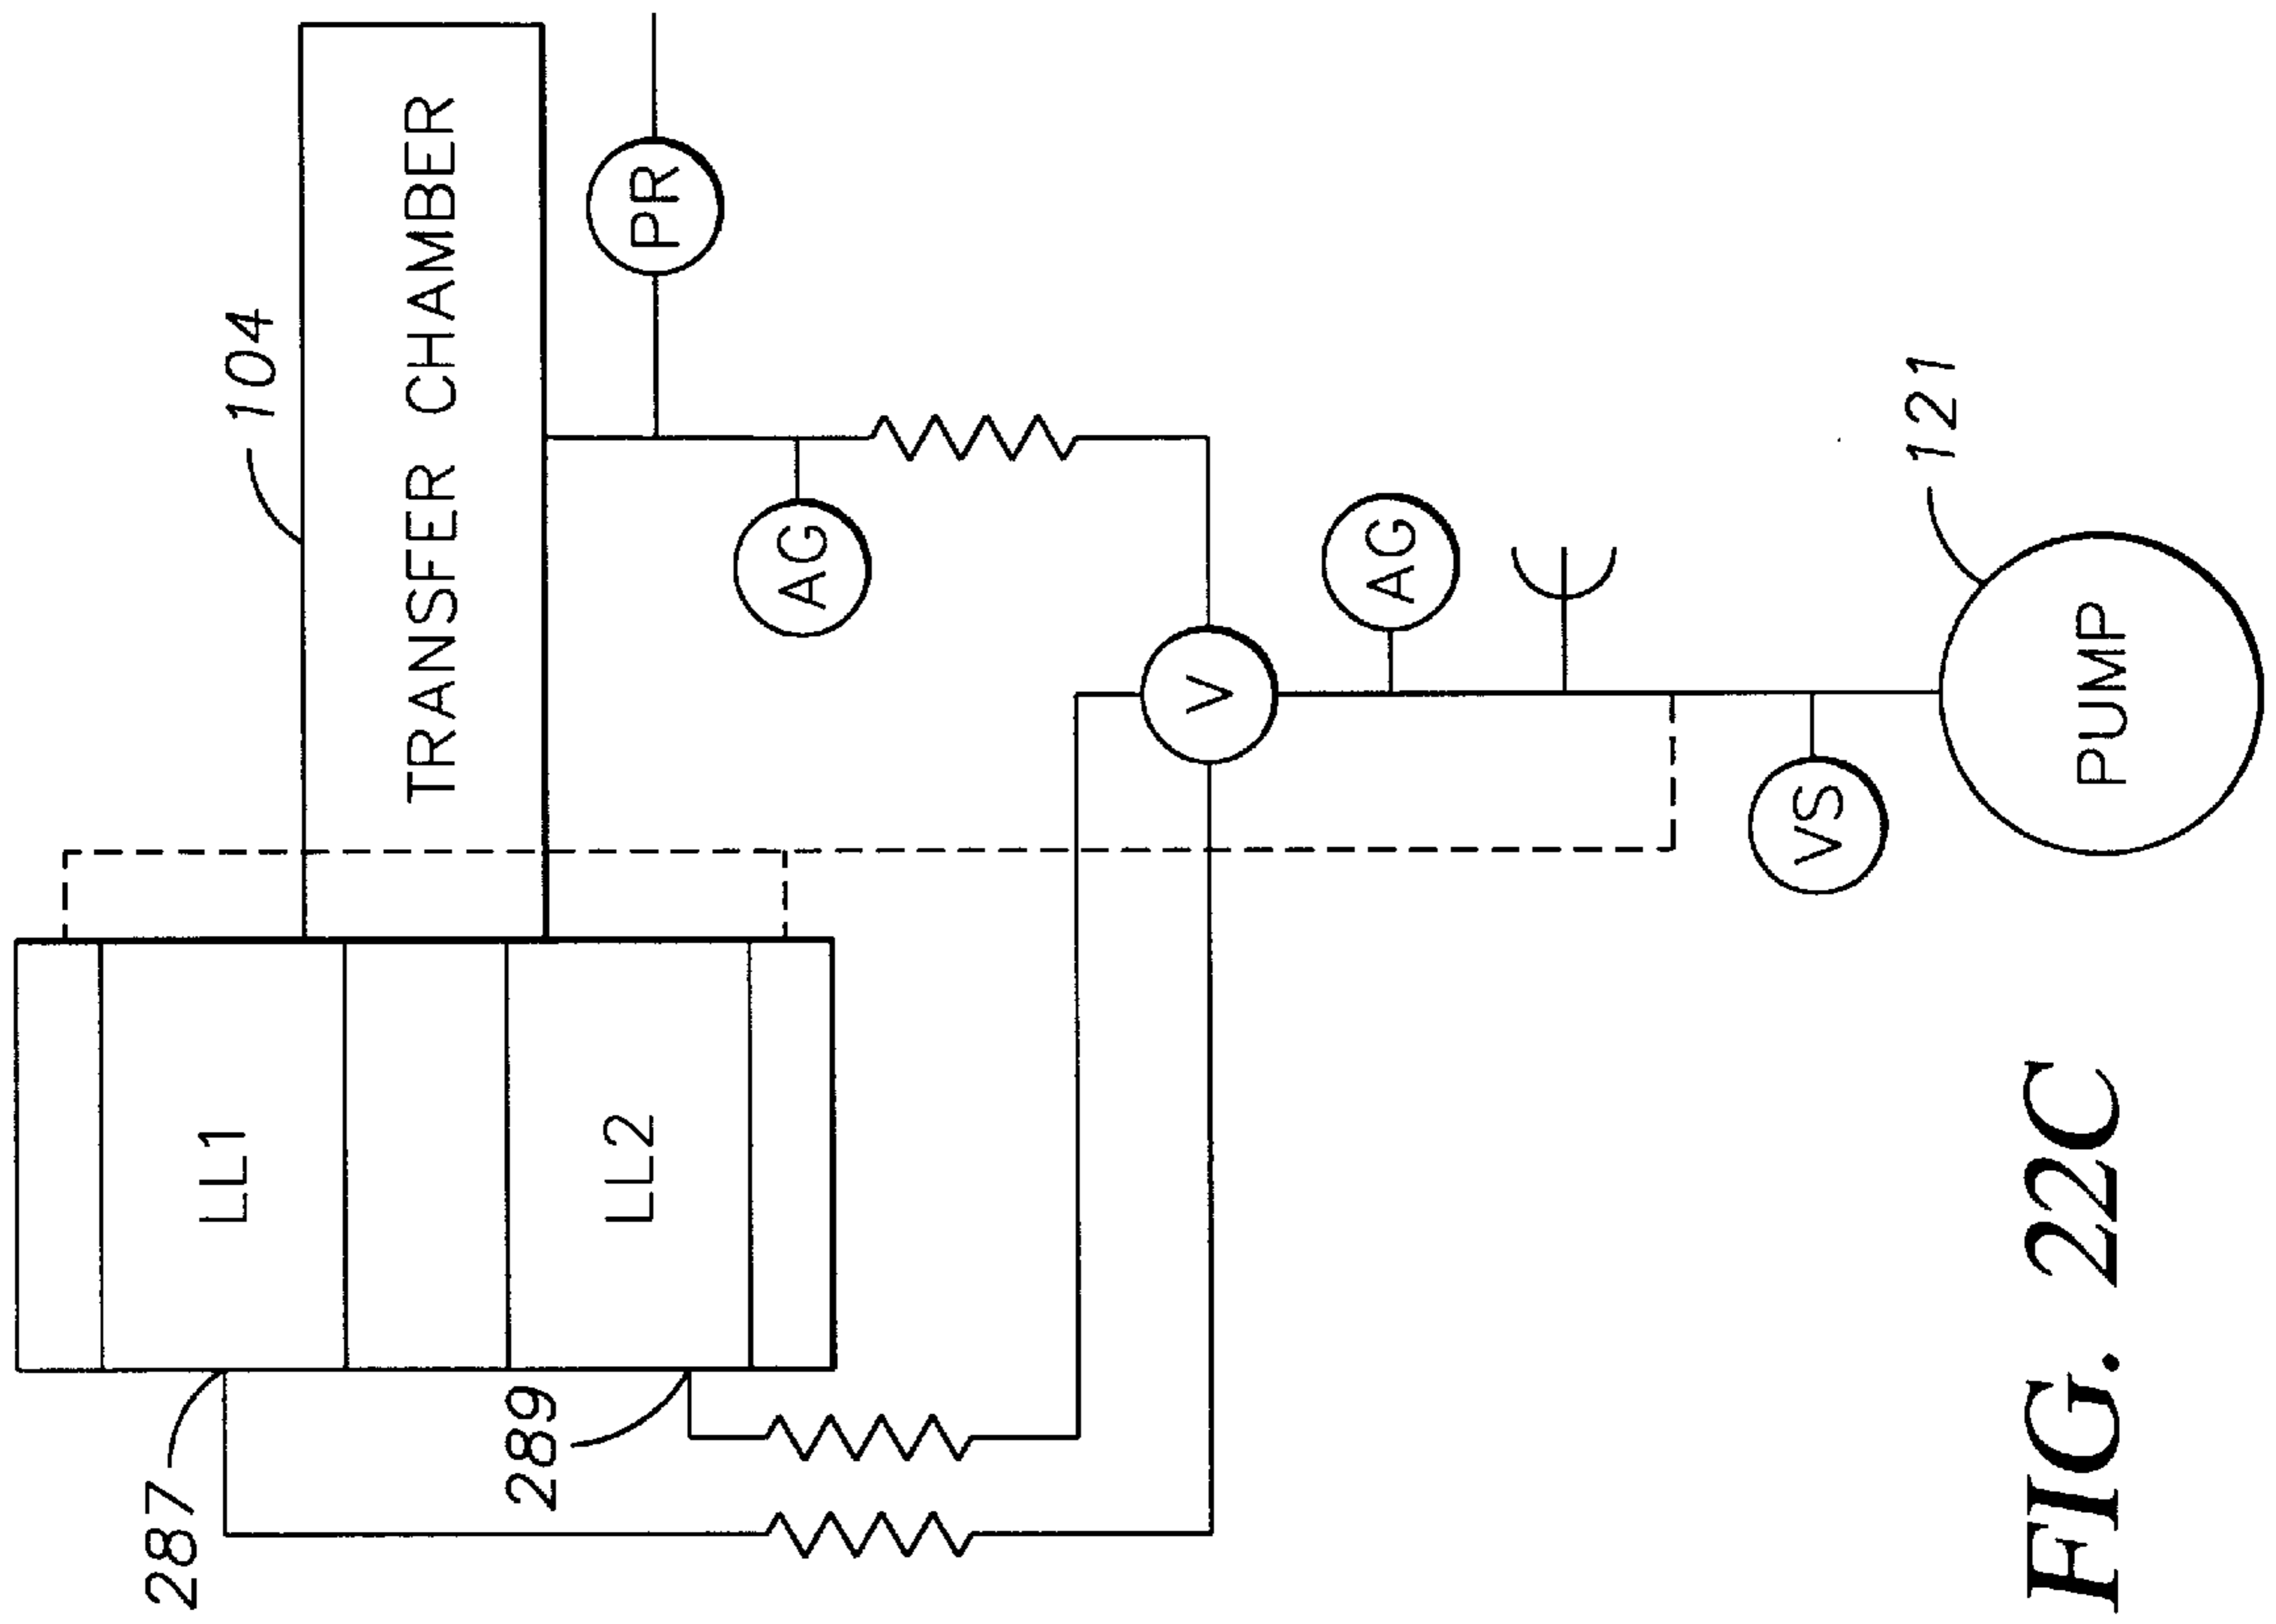 287
LL1
104
TRANSFER CHAMBER
289
LL2
PR
AG
V
AG
VS
121
PUMP
FIG. 22C